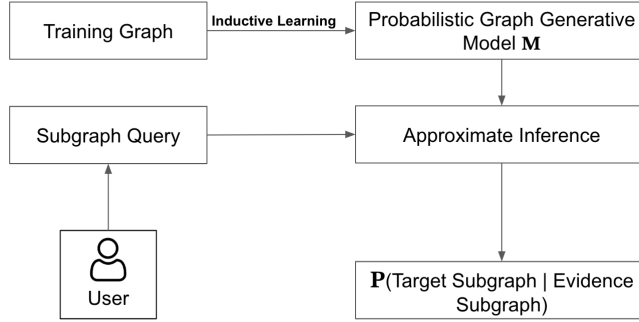 Training Graph
Inductive Learning
Probabilistic Graph Generative
Model M
Subgraph Query
Approximate Inference
User
P(Target Subgraph | Evidence
Subgraph)